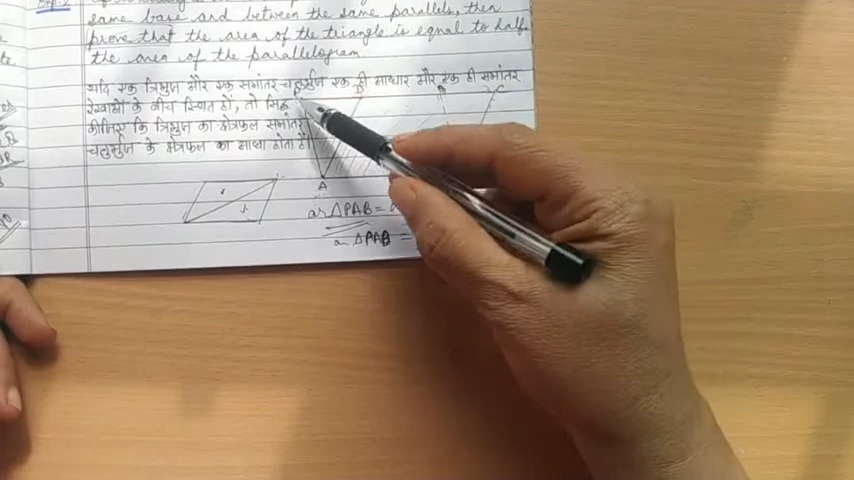 same base and between the same parallels, then
prove that the area of the triangle is equal to half
the area of the parallelogram.
यदि एक त्रिभुज और एक समांतर चतुर्भुज एक ही आधार और एक ही समांतर
रेखाओं के बीच स्थित हों, तो सिद्ध
कीजिए कि त्रिभुज का क्षेत्रफल समांतर
चतुर्भुज के क्षेत्रफल का आधा होता है।
P D Q C
A
ar △PAB =
ar △PAB =